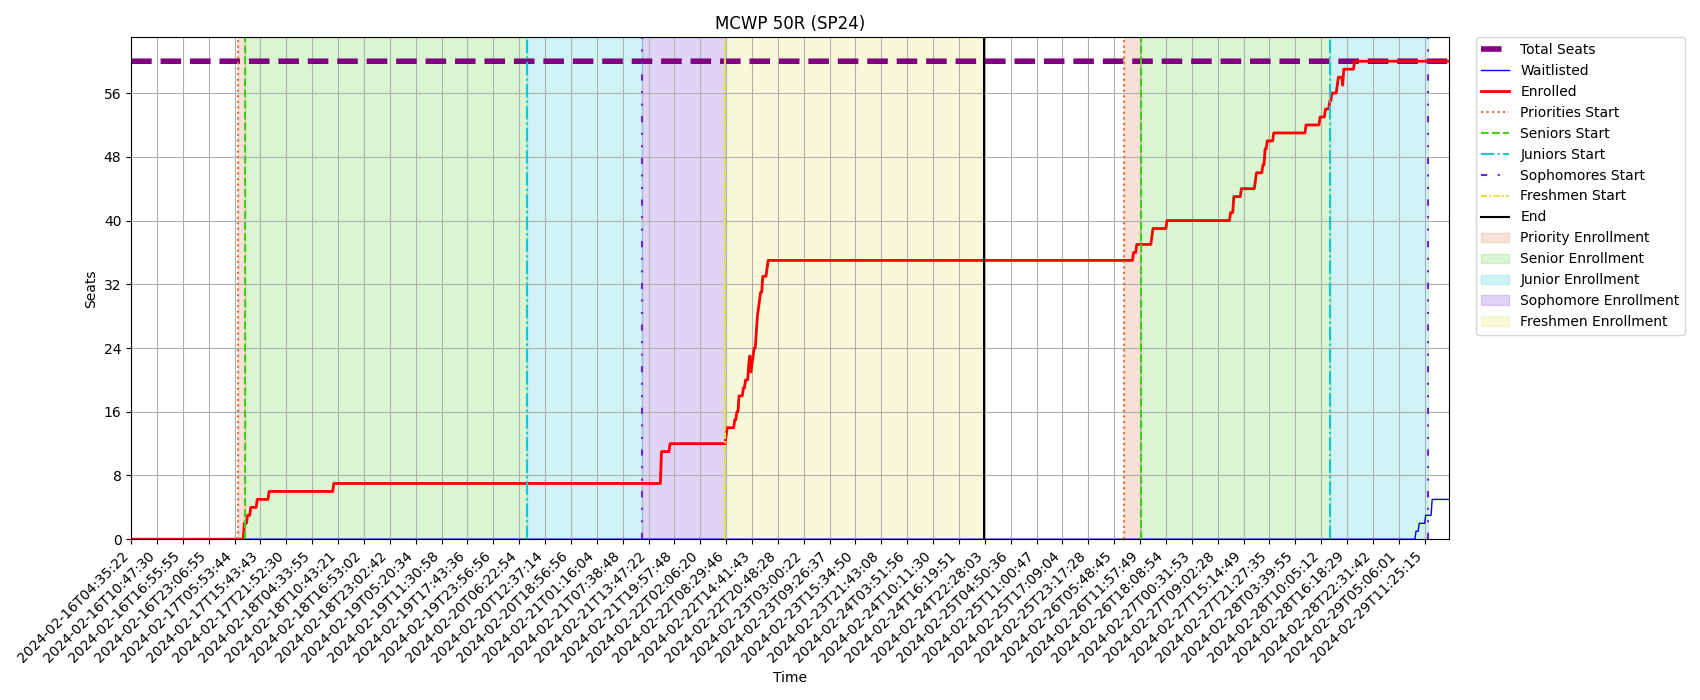 MCWP 50R (SP24)
Seats
56
48
40
32
24
16
8
0
2024-02-16T04:35:22
2024-02-16T10:47:30
2024-02-16T16:55:55
2024-02-16T23:06:55
2024-02-17T05:53:44
2024-02-17T15:43:43
2024-02-17T21:52:30
2024-02-18T04:33:55
2024-02-18T10:43:21
2024-02-18T16:53:02
2024-02-18T23:02:42
2024-02-19T05:20:34
2024-02-19T11:30:58
2024-02-19T17:43:36
2024-02-19T23:56:56
2024-02-20T06:22:54
2024-02-20T12:37:14
2024-02-20T18:56:56
2024-02-21T01:16:04
2024-02-21T07:38:48
2024-02-21T13:47:22
2024-02-21T19:57:48
2024-02-22T02:06:20
2024-02-22T08:29:46
2024-02-22T14:41:43
2024-02-22T20:48:28
2024-02-23T03:00:22
2024-02-23T09:26:37
2024-02-23T15:34:50
2024-02-23T21:43:08
2024-02-24T03:51:56
2024-02-24T10:11:30
2024-02-24T16:19:51
2024-02-24T22:28:03
2024-02-25T04:50:36
2024-02-25T11:00:47
2024-02-25T17:09:04
2024-02-25T23:17:28
2024-02-26T05:48:45
2024-02-26T11:57:49
2024-02-26T18:08:54
2024-02-27T00:31:53
2024-02-27T09:02:28
2024-02-27T15:14:49
2024-02-27T21:27:35
2024-02-28T03:39:55
2024-02-28T10:05:12
2024-02-28T16:18:29
2024-02-28T22:31:42
2024-02-29T05:06:01
2024-02-29T11:25:15
Time
Total Seats
Waitlisted
Enrolled
Priorities Start
Seniors Start
Juniors Start
Sophomores Start
Freshmen Start
End
Priority Enrollment
Senior Enrollment
Junior Enrollment
Sophomore Enrollment
Freshmen Enrollment